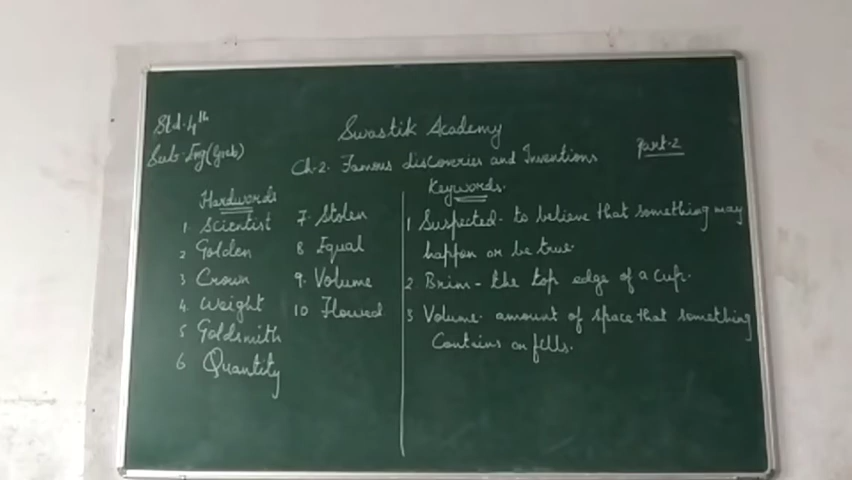 Std-4th
Sub-Eng(Greb)
Swastik Academy
Part-2
Ch-2. Famous discoveries and Inventions
Hardwords
1. Scientist
2 Golden
3 Crown
4. Weight
5 Goldsmith
6 Quantity
7. Stolen
8 Equal
9. Volume
10. Flowed
Keywords.
1 Suspected- to believe that something may
happen or be true.
2 Brim - the top edge of a cup.
3 Volume- amount of space that something
Contains or fills.